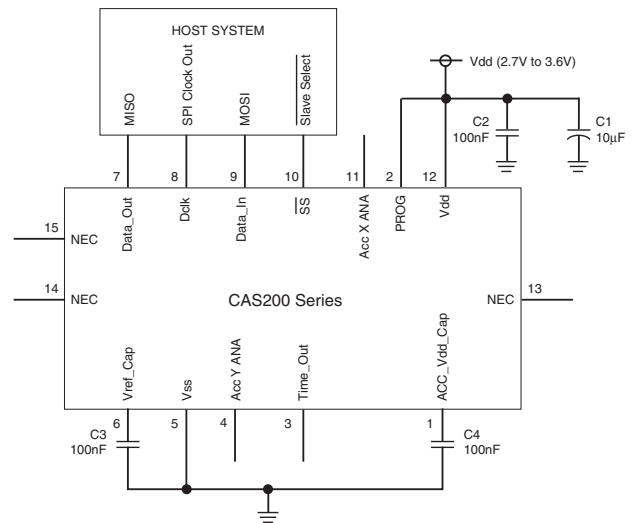 HOST SYSTEM
MISO
SPI Clock Out
MOSI
Slave Select
Vdd (2.7V to 3.6V)
C2
100nF
C1
10µF
7
8
9
10
11
2
12
Data_Out
Dclk
Data_In
SS
Acc X ANA
PROG
Vdd
15
NEC
14
NEC
CAS200 Series
NEC
13
Vref_Cap
Vss
Acc Y ANA
Time_Out
ACC_Vdd_Cap
6
5
4
3
1
C3
100nF
C4
100nF